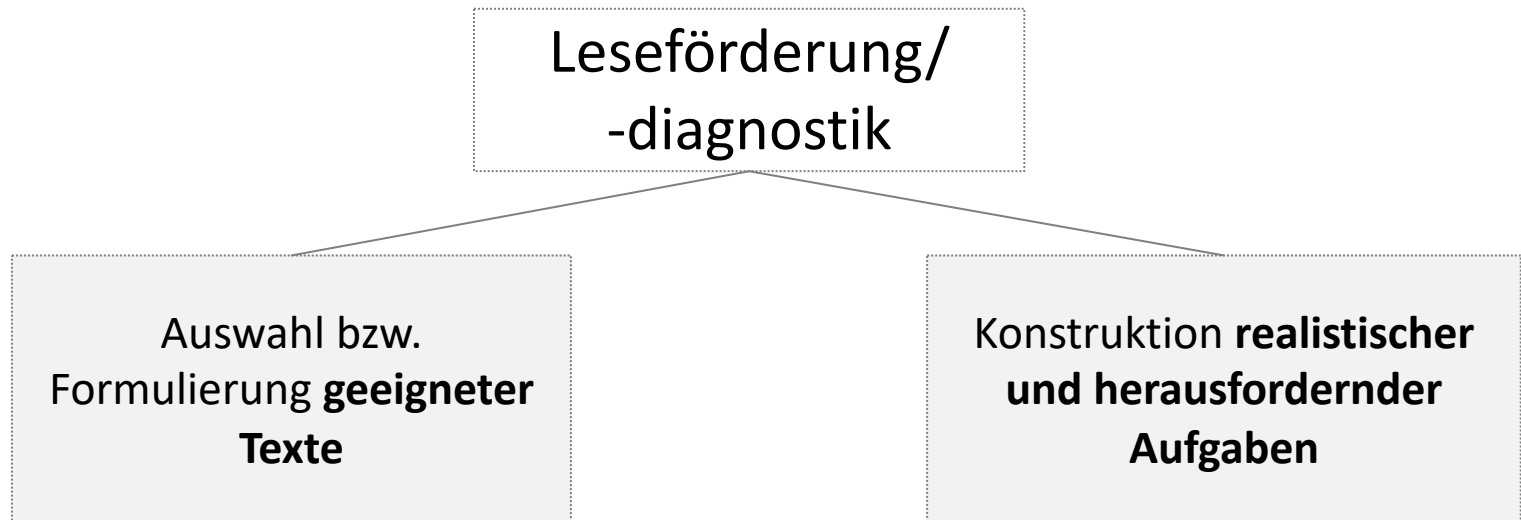 Leseförderung/
-diagnostik
Auswahl bzw.
Formulierung geeigneter
Texte
Konstruktion realistischer
und herausfordernder
Aufgaben